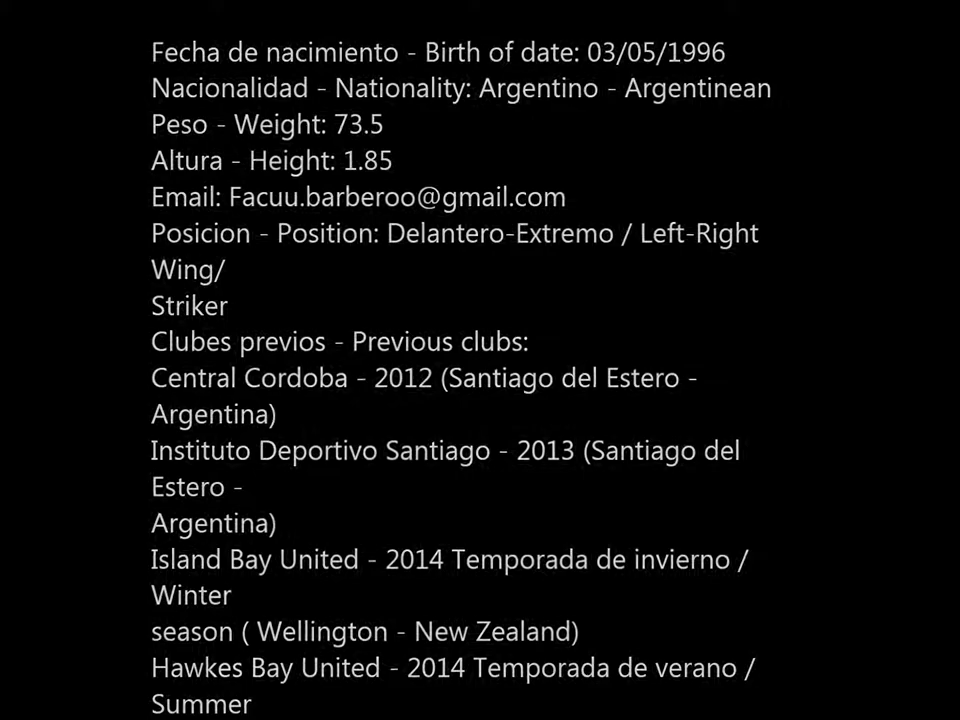 Fecha de nacimiento - Birth of date: 03/05/1996
Nacionalidad - Nationality: Argentino - Argentinean
Peso - Weight: 73.5
Altura - Height: 1.85
Email: Facuu.barberoo@gmail.com
Posicion - Position: Delantero-Extremo / Left-Right
Wing/
Striker
Clubes previos - Previous clubs:
Central Cordoba - 2012 (Santiago del Estero -
Argentina)
Instituto Deportivo Santiago - 2013 (Santiago del
Estero -
Argentina)
Island Bay United - 2014 Temporada de invierno /
Winter
season ( Wellington - New Zealand)
Hawkes Bay United - 2014 Temporada de verano /
Summer